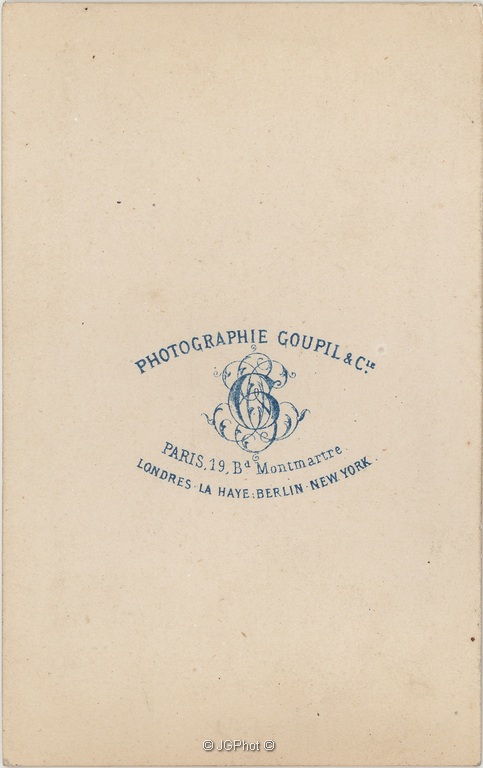 PHOTOGRAPHIE GOUPIL & Cie
PARIS. 19, Bd Montmartre.
LONDRES · LA HAYE · BERLIN · NEW YORK.
© JGPhot ©